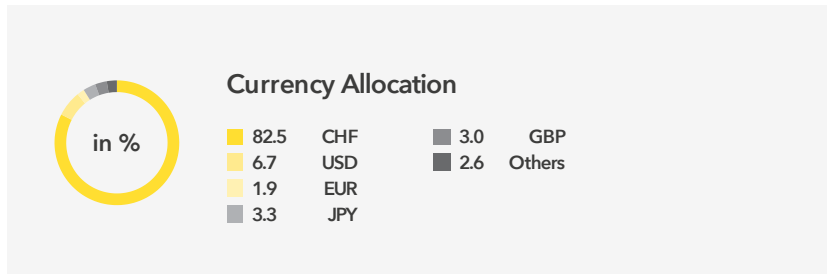 Currency Allocation
in %
82.5 CHF
6.7 USD
1.9 EUR
3.3 JPY
3.0 GBP
2.6 Others